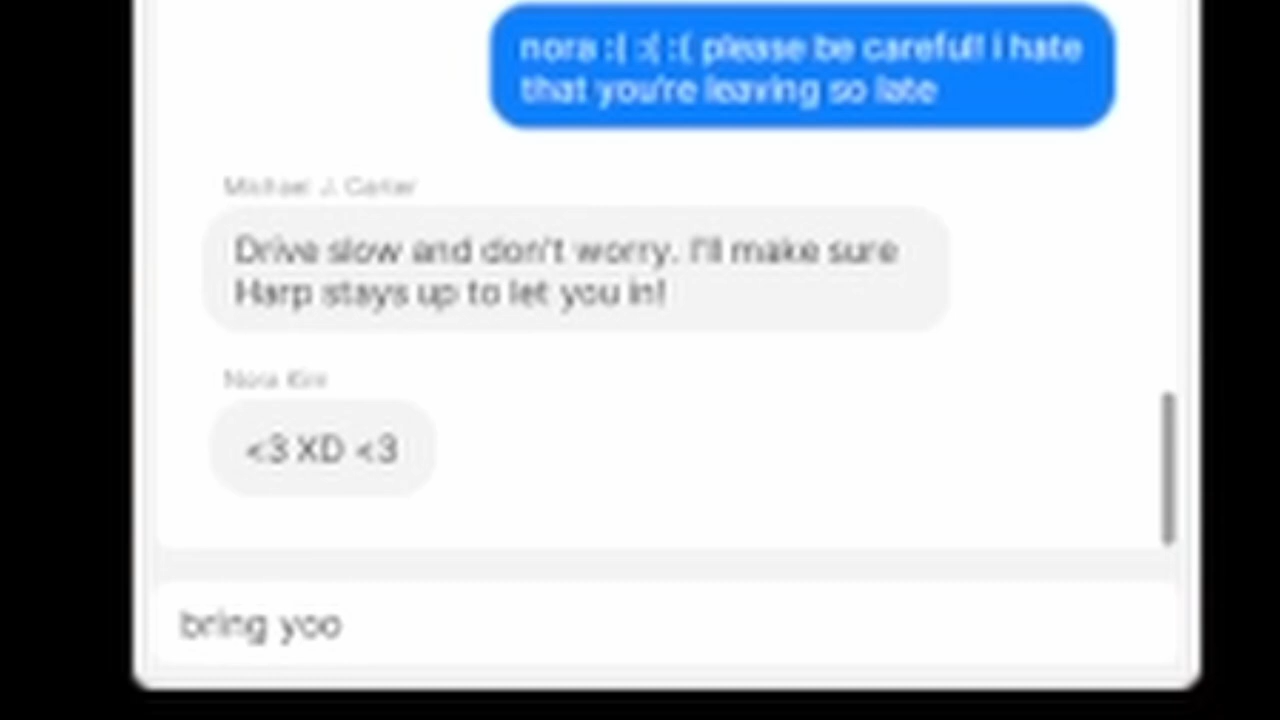 nora :( :( :( please be careful! i hate
that you're leaving so late
Michael J. Carter
Drive slow and don't worry. I'll make sure
Harp stays up to let you in!
Nora Kim
<3 XD <3
bring yoo